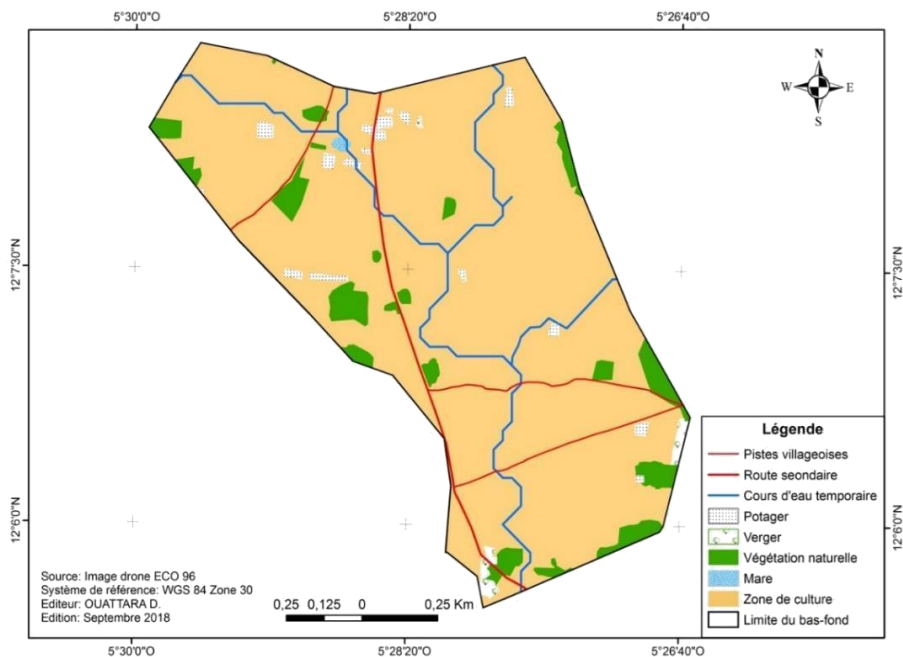 5°30'0"O 5°28'20"O 5°26'40"O
N
W E
S
12°7'30"N 12°7'30"N
12°6'0"N 12°6'0"N
Légende
Pistes villageoises
Route seondaire
Cours d'eau temporaire
Potager
Verger
Végétation naturelle
Mare
Zone de culture
Limite du bas-fond
Source: Image drone ECO 96
Système de référence: WGS 84 Zone 30
Editeur: OUATTARA D.
Edition: Septembre 2018
0,25 0,125 0 0,25 Km
5°30'0"O 5°28'20"O 5°26'40"O